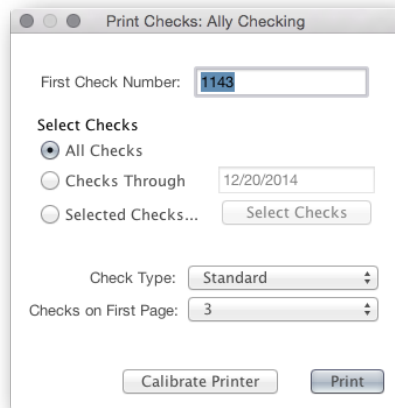 Print Checks: Ally Checking
First Check Number: 1143
Select Checks
All Checks
Checks Through 12/20/2014
Selected Checks... Select Checks
Check Type: Standard
Checks on First Page: 3
Calibrate Printer Print